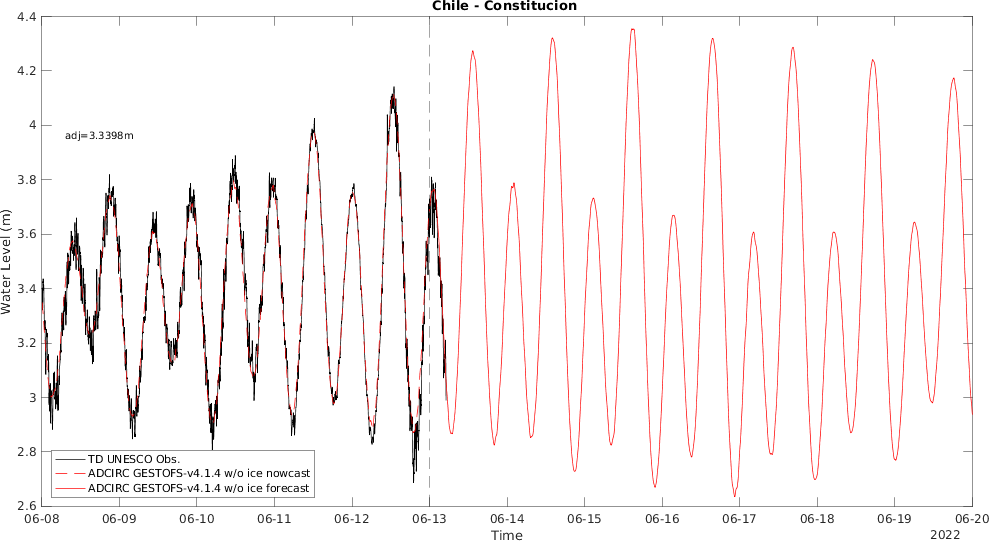 Chile - Constitucion
Water Level (m)
4.4
4.2
4
3.8
3.6
3.4
3.2
3
2.8
2.6
adj=3.3398m
TD UNESCO Obs.
ADCIRC GESTOFS-v4.1.4 w/o ice nowcast
ADCIRC GESTOFS-v4.1.4 w/o ice forecast
06-08 06-09 06-10 06-11 06-12 06-13 06-14 06-15 06-16 06-17 06-18 06-19 06-20
Time
2022